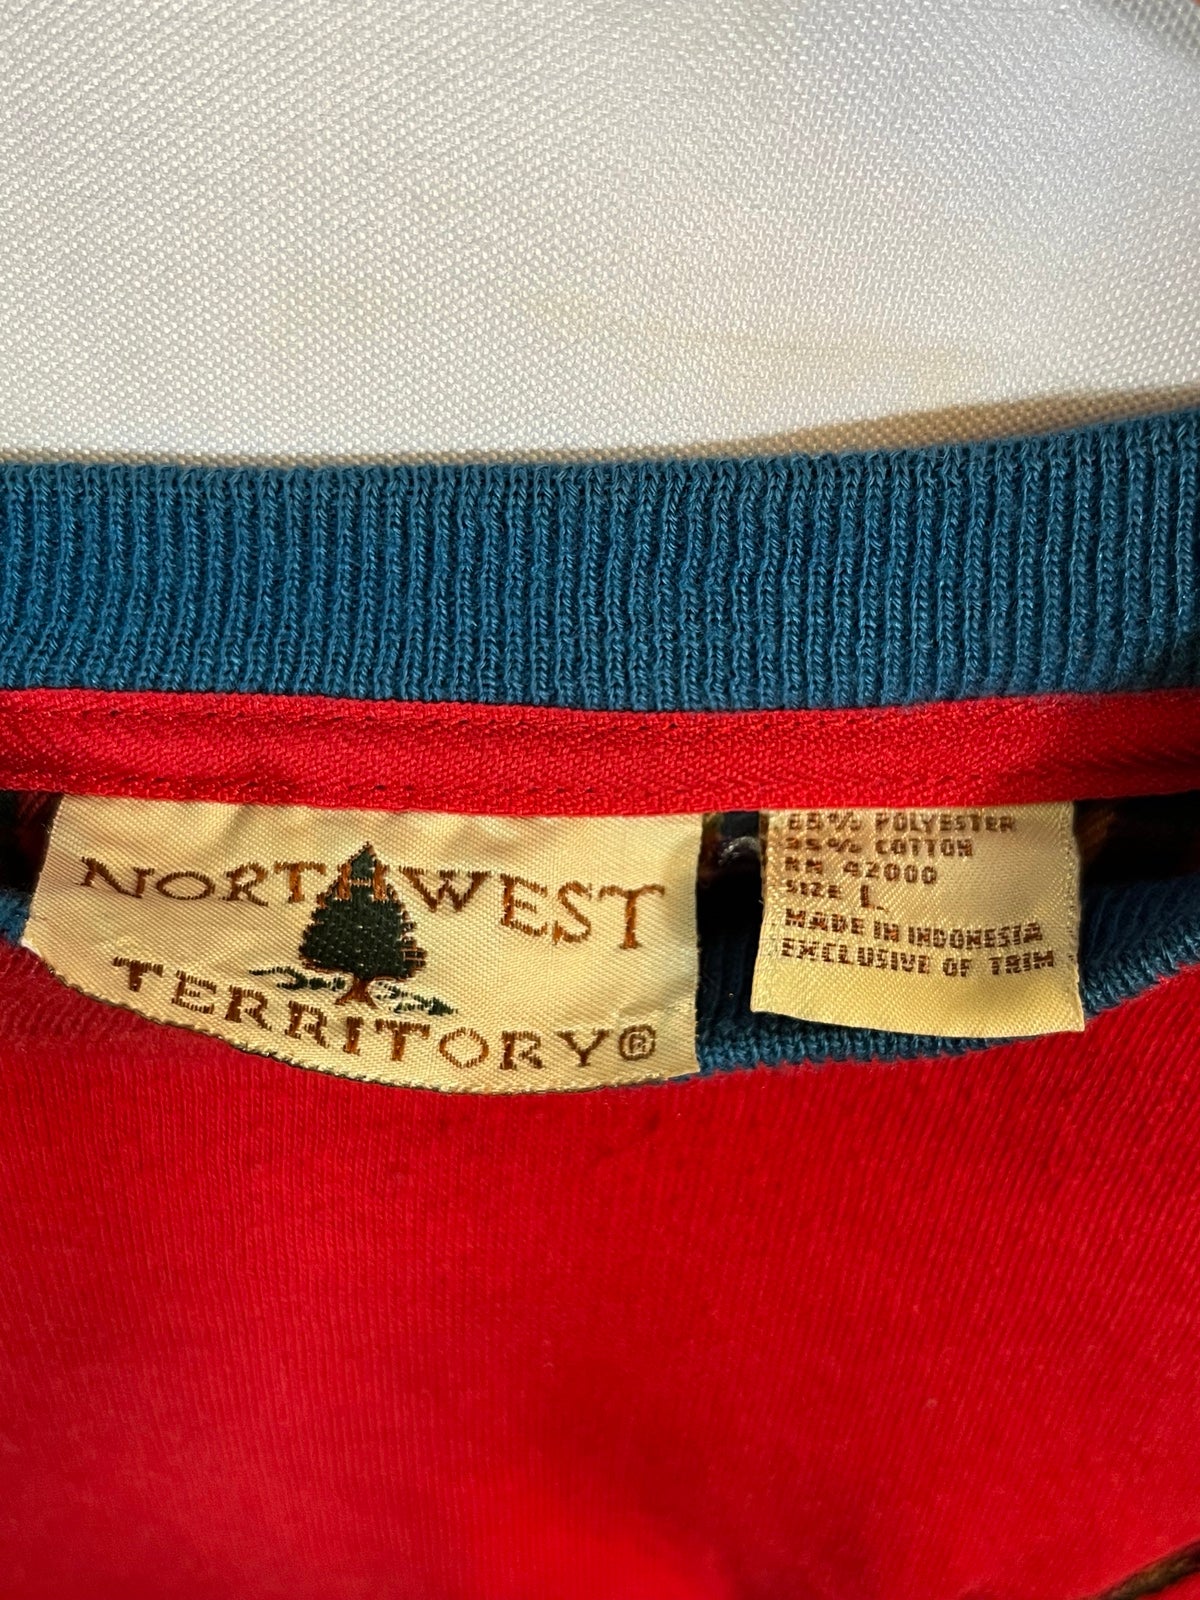 NORTHWEST
TERRITORY®
65% POLYESTER
35% COTTON
RN 42000
SIZE L
MADE IN INDONESIA
EXCLUSIVE OF TRIM